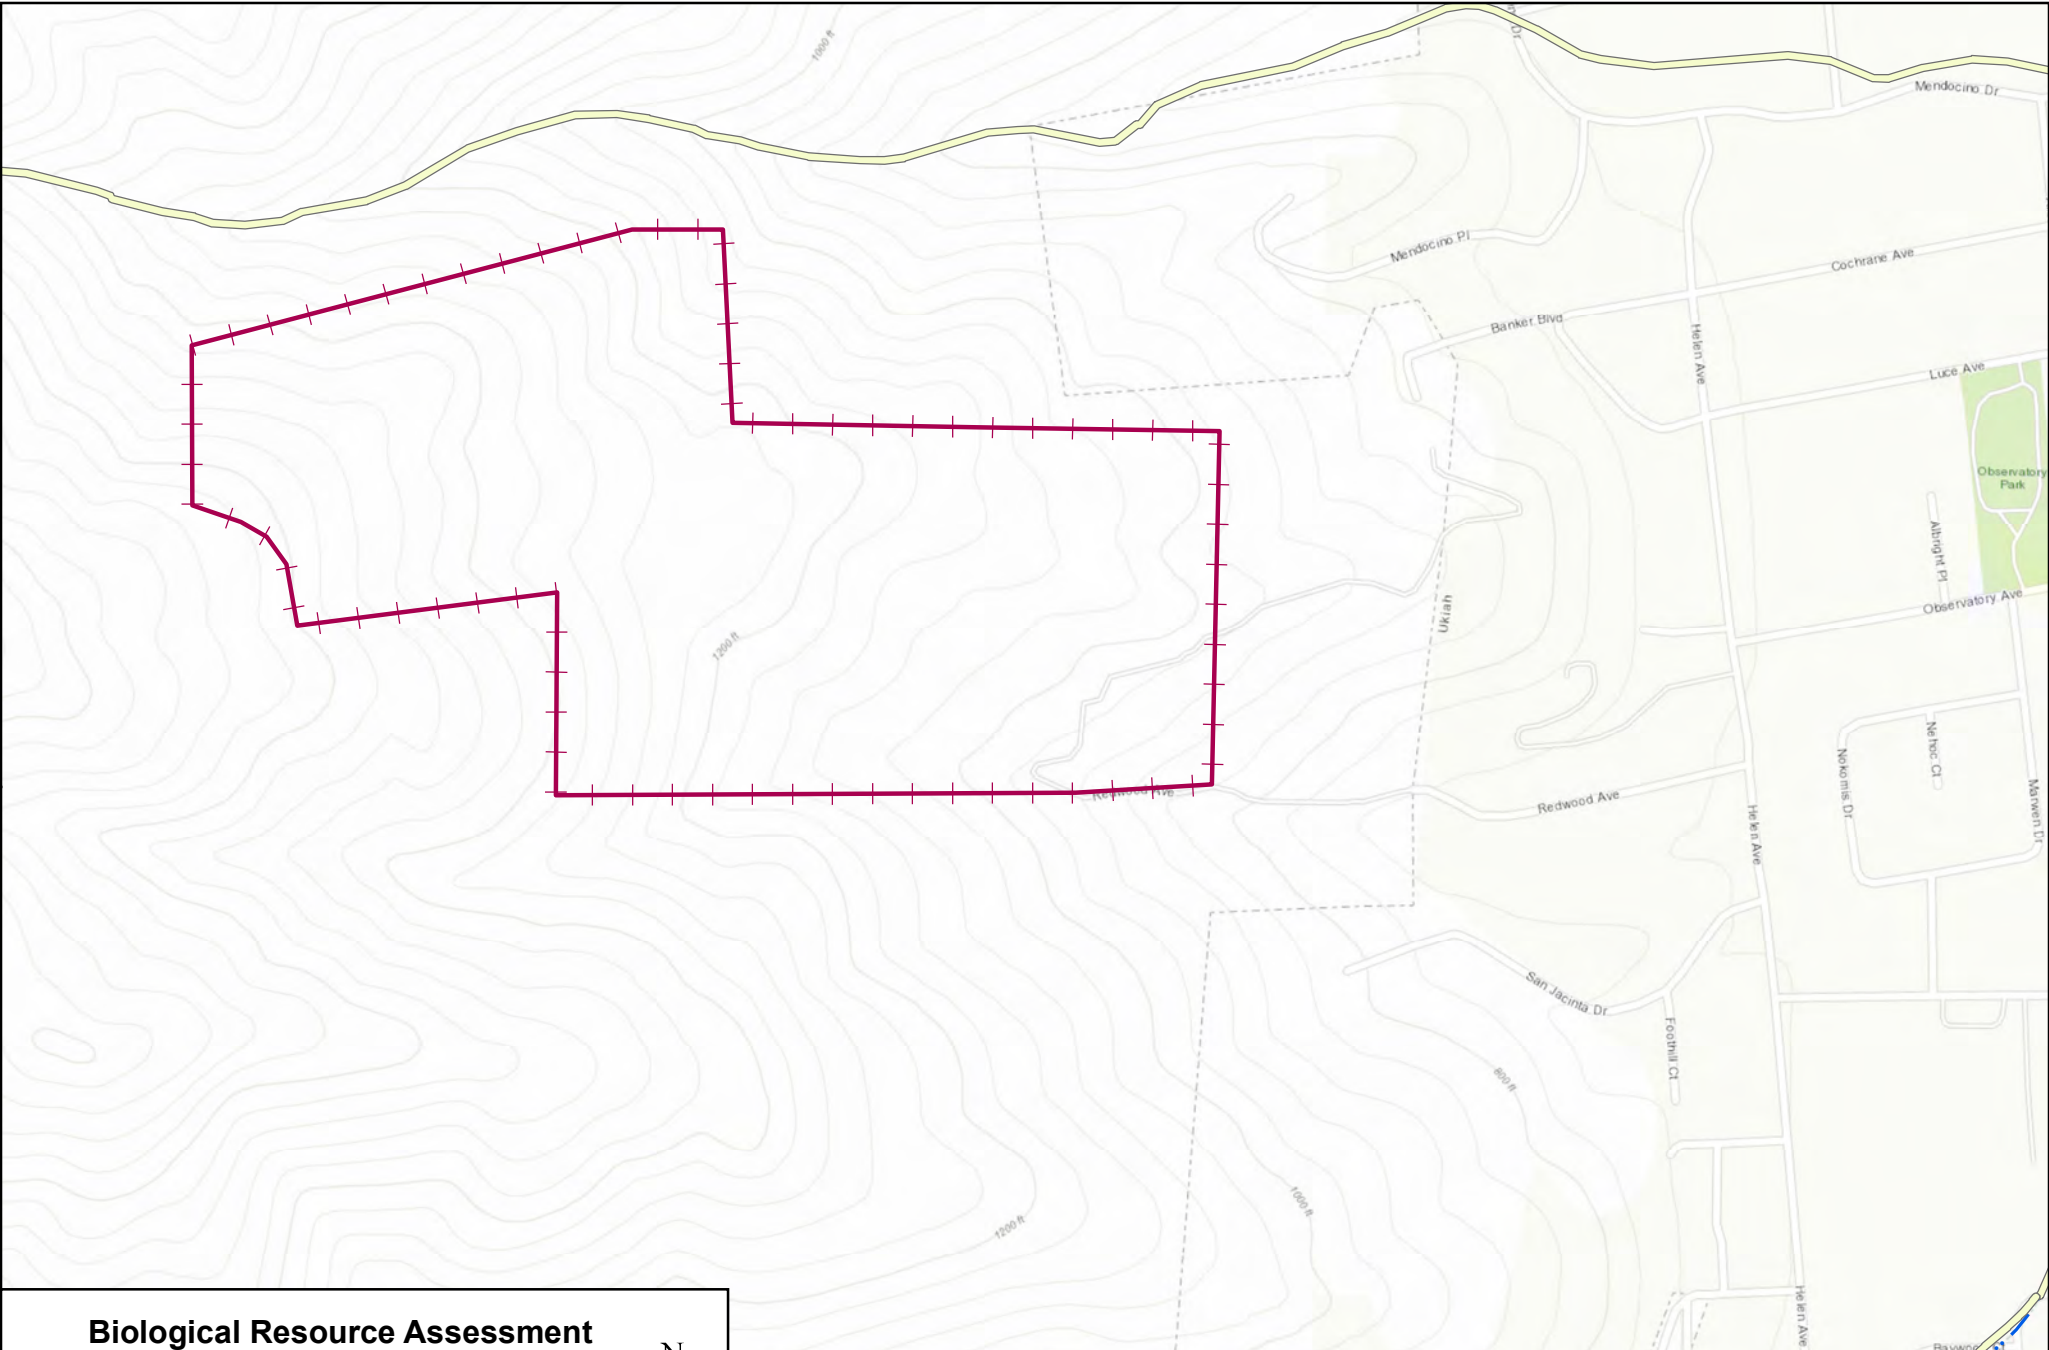 1000 ft
Dr
Mendocino Dr
Mendocino Pl
Cochrane Ave
Banker Blvd
Helen Ave
Luce Ave
Observatory
Park
Albright Pl
Observatory Ave
Ukiah
1200 ft
Nehoc Ct
Nokomis Dr
Marwen Dr
Redwood Ave
Redwood Ave
Helen Ave
San Jacinta Dr
Foothill Ct
800 ft
1000 ft
1200 ft
Helen Ave
Biological Resource Assessment
N